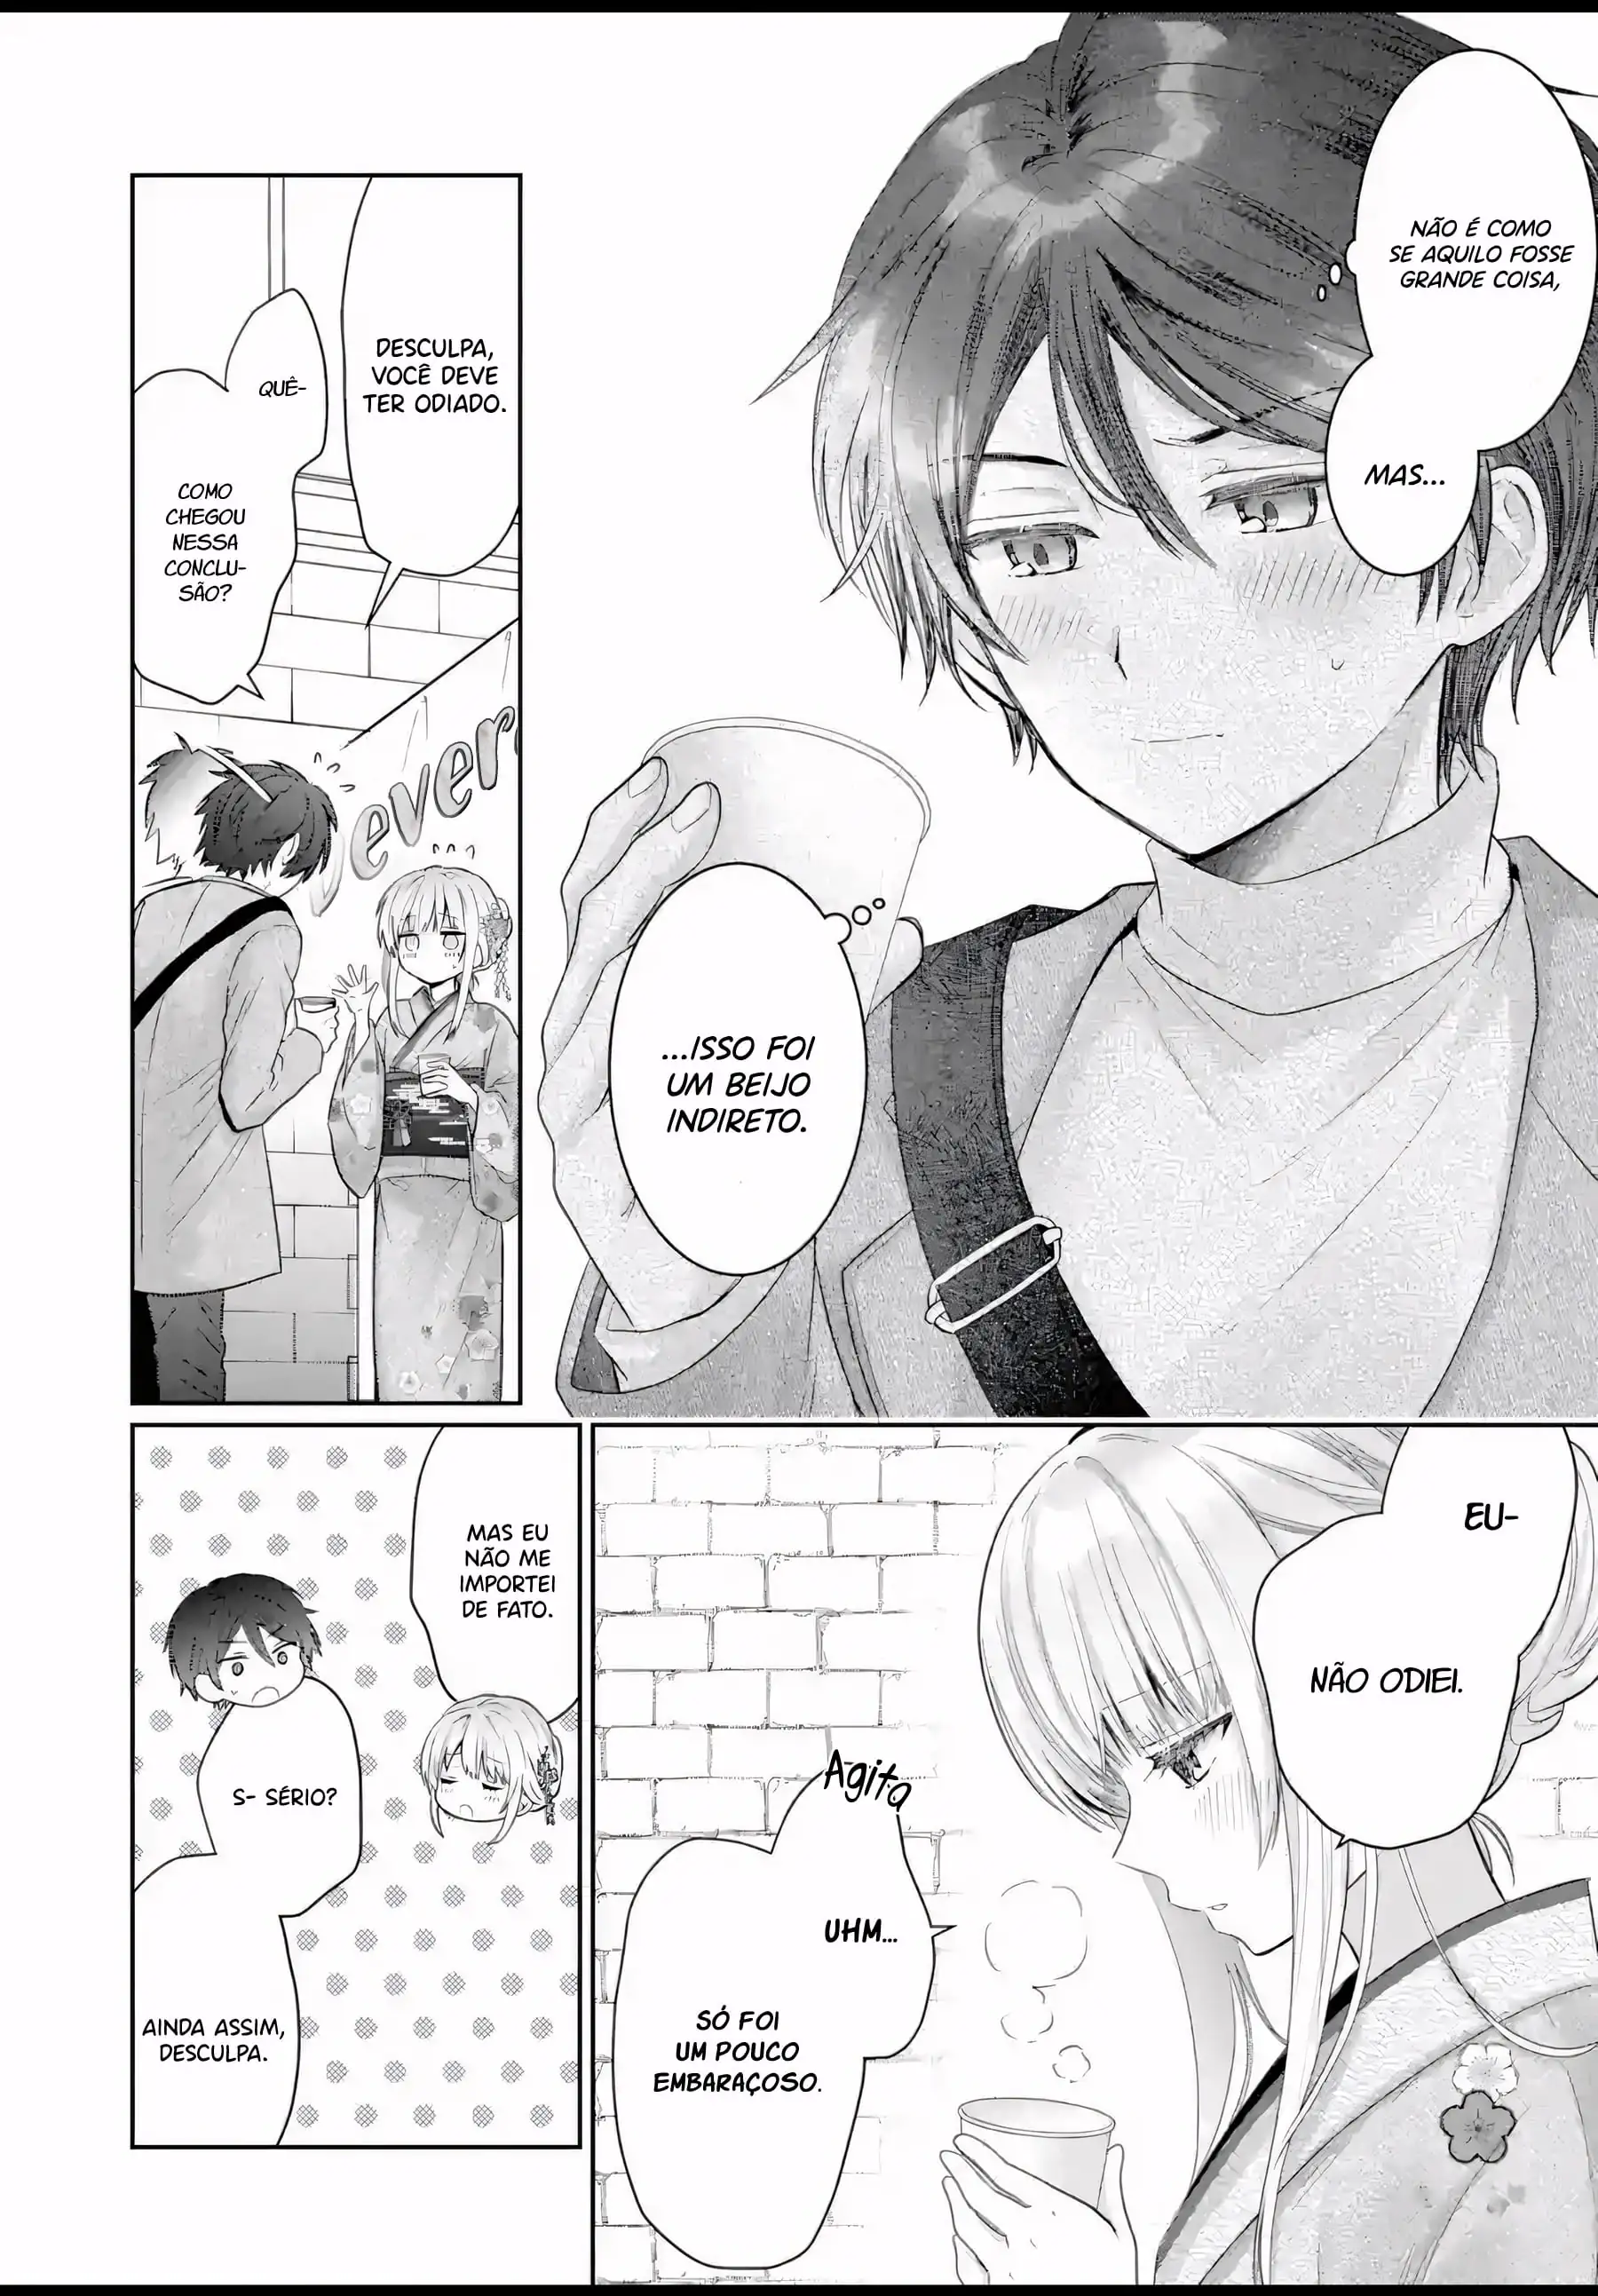 NÃO É COMO
SE AQUILO FOSSE
GRANDE COISA,
MAS...
...ISSO FOI
UM BEIJO
INDIRETO.
DESCULPA,
VOCÊ DEVE
TER ODIADO.
QUÊ-
COMO
CHEGOU
NESSA
CONCLU-
SÃO?
Devero
EU-
NÃO ODIEI.
Agita
UHM...
SÓ FOI
UM POUCO
EMBARAÇOSO.
MAS EU
NÃO ME
IMPORTEI
DE FATO.
S- SÉRIO?
AINDA ASSIM,
DESCULPA.